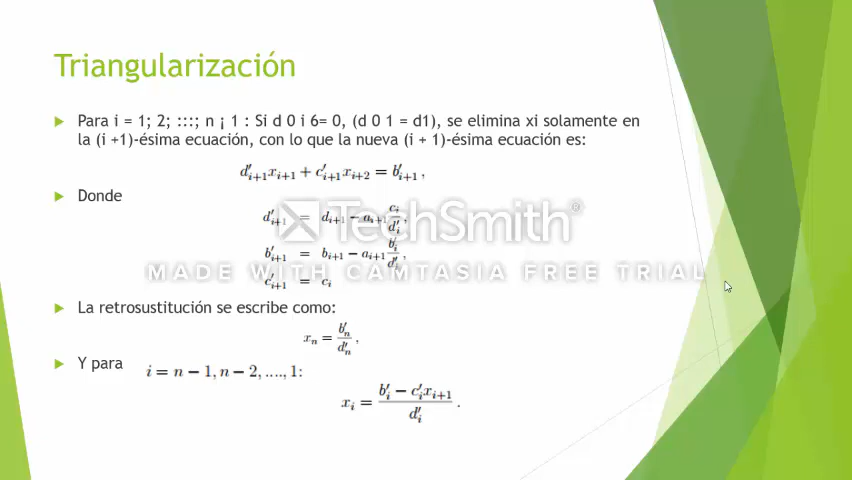 Triangularización
Para i = 1; 2; :::; n ¡ 1 : Si d 0 i 6= 0, (d 0 1 = d1), se elimina xi solamente en
la (i +1)-ésima ecuación, con lo que la nueva (i + 1)-ésima ecuación es:
d′ᵢ₊₁xᵢ₊₁ + c′ᵢ₊₁xᵢ₊₂ = b′ᵢ₊₁ ,
Donde
d′ᵢ₊₁ = dᵢ₊₁ − aᵢ₊₁ cᵢ/d′ᵢ ,
TechSmith®
b′ᵢ₊₁ = bᵢ₊₁ − aᵢ₊₁ b′ᵢ/d′ᵢ ,
MADE WITH CAMTASIA FREE TRIAL
c′ᵢ₊₁ = cᵢ
La retrosustitución se escribe como:
xₙ = b′ₙ/d′ₙ ,
Y para
i = n − 1, n − 2, ...., 1:
xᵢ = (b′ᵢ − c′ᵢxᵢ₊₁)/d′ᵢ .